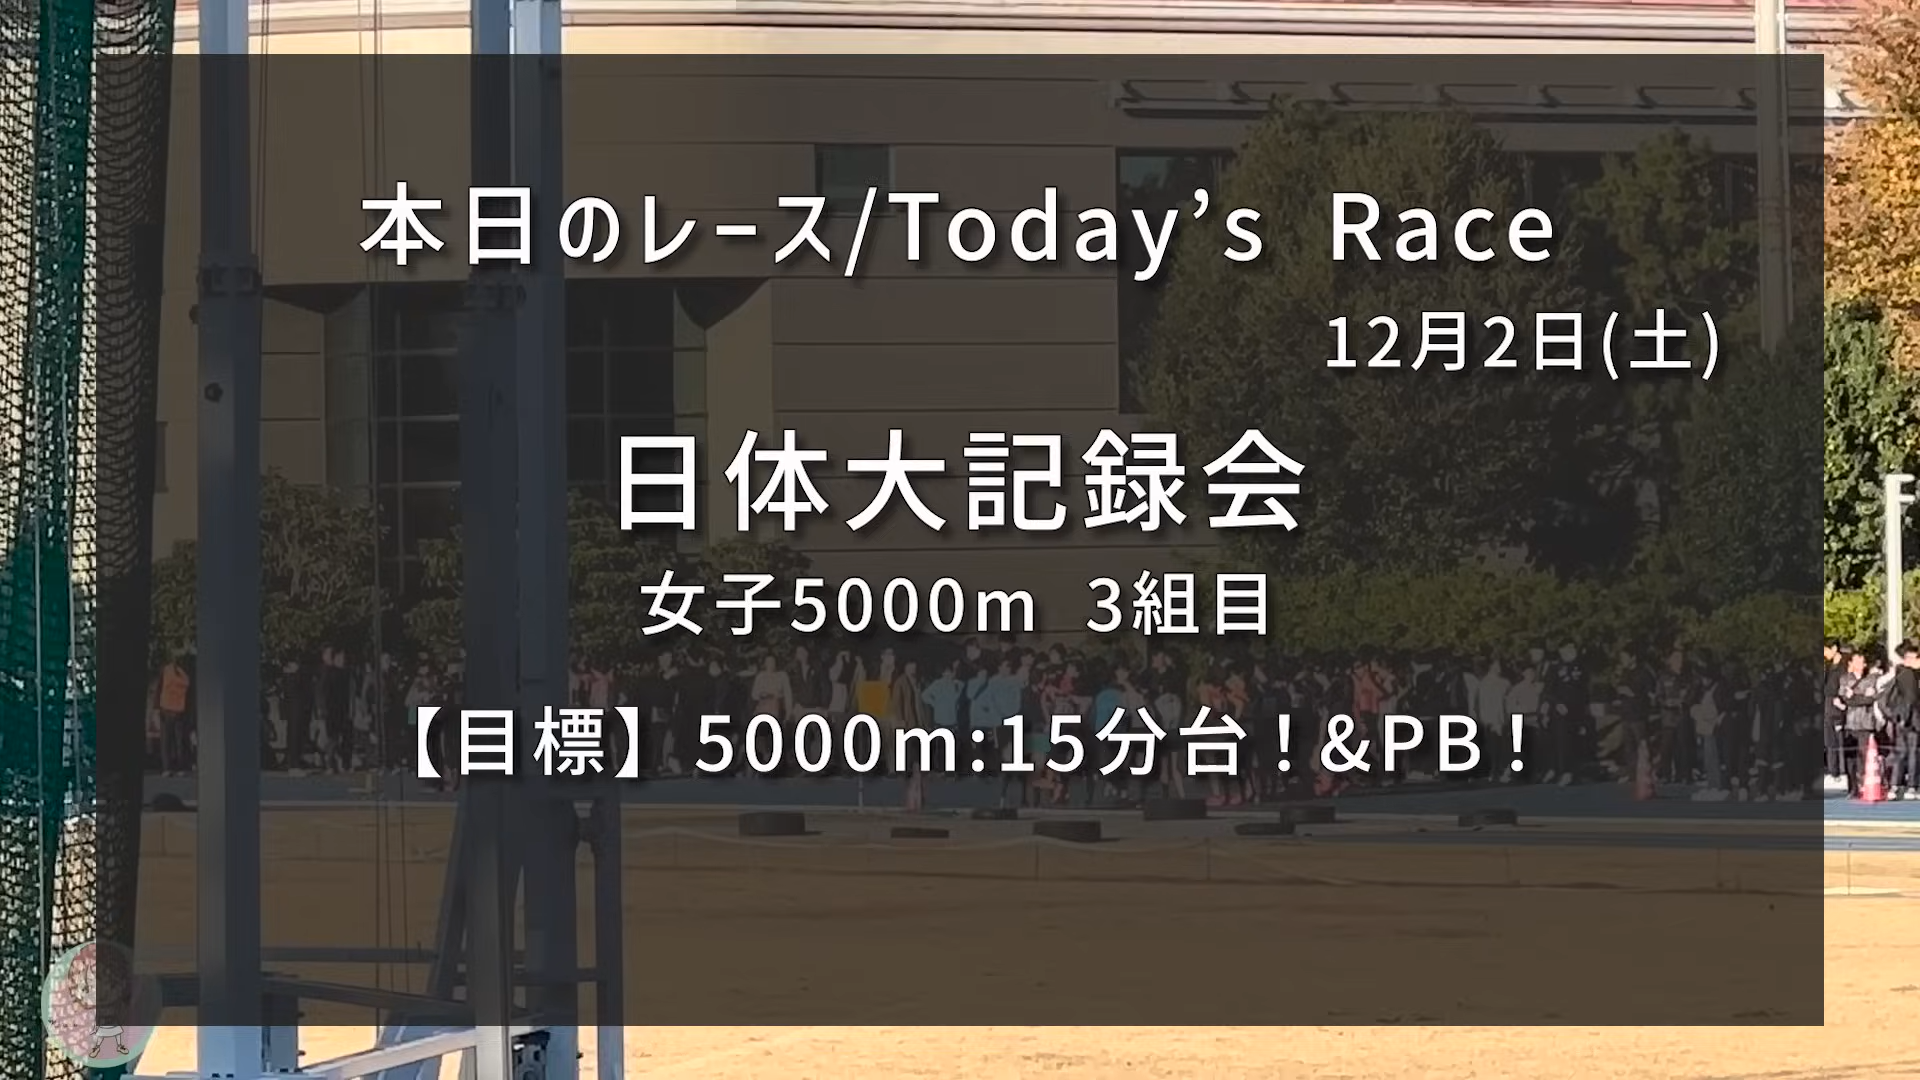 本日のレース/Today’s Race
12月2日(土)
日体大記録会
女子5000m 3組目
【目標】5000m:15分台！&PB！